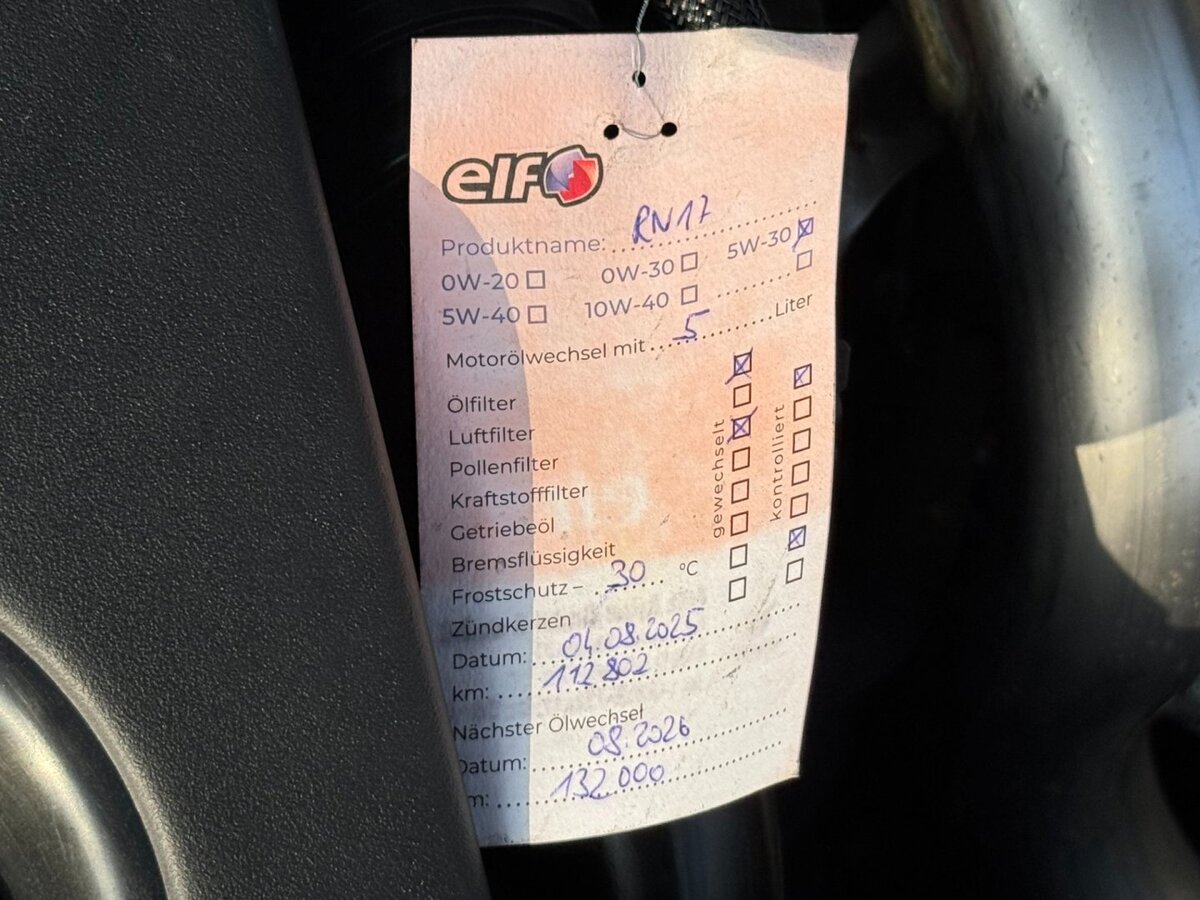 elf
Produktname: RN17
0W-20 0W-30 5W-30
5W-40 10W-40
Motorölwechsel mit 5 Liter
Ölfilter
Luftfilter
Pollenfilter
Kraftstofffilter
Getriebeöl
Bremsflüssigkeit
Frostschutz – 30 °C
Zündkerzen
gewechselt
kontrolliert
Datum: 04.08.2025
km: 112 802
Nächster Ölwechsel
Datum: 08.2026
m: 132.000